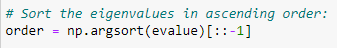 # Sort the eigenvalues in ascending order:
order = np.argsort(evalue)[::-1]